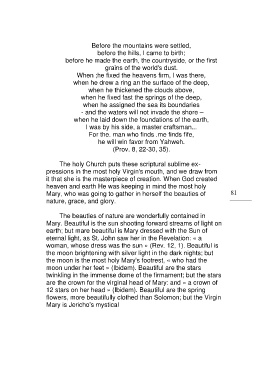 Before the mountains were settled,
before the hills, I came to birth;
before he made the earth, the countryside, or the first
grains of the world's dust.
When he fixed the heavens firm, I was there,
when he drew a ring an the surface of the deep,
when he thickened the clouds above,
when he fixed fast the springs of the deep,
when he assigned the sea its boundaries
- and the waters will not invade the shore –
when he laid down the foundations of the earth,
I was by his side, a master craftsman...
For the. man who finds .me finds fife,
he will win favor from Yahweh.
(Prov. 8, 22-30, 35).
The holy Church puts these scriptural sublime ex-
pressions in the most holy Virgin's mouth, and we draw from
it that she is the masterpiece of creation. When God created
heaven and earth He was keeping in mind the most holy
Mary, who was going to gather in herself the beauties of
nature, grace, and glory.
81
The beauties of nature are wonderfully contained in
Mary. Beautiful is the sun shooting forward streams of light on
earth; but mare beautiful is Mary dressed with the Sun of
eternal light, as St. John saw her in the Revelation: « a
woman, whose dress was the sun » (Rev. 12, 1). Beautiful is
the moon brightening with silver light in the dark nights; but
the moon is the most holy Mary's footrest, « who had the
moon under her feet » (Ibidem). Beautiful are the stars
twinkling in the immense dome of the firmament; but the stars
are the crown for the virginal head of Mary: and « a crown of
12 stars on her head » (Ibidem). Beautiful are the spring
flowers, more beautifully clothed than Solomon; but the Virgin
Mary is Jericho's mystical